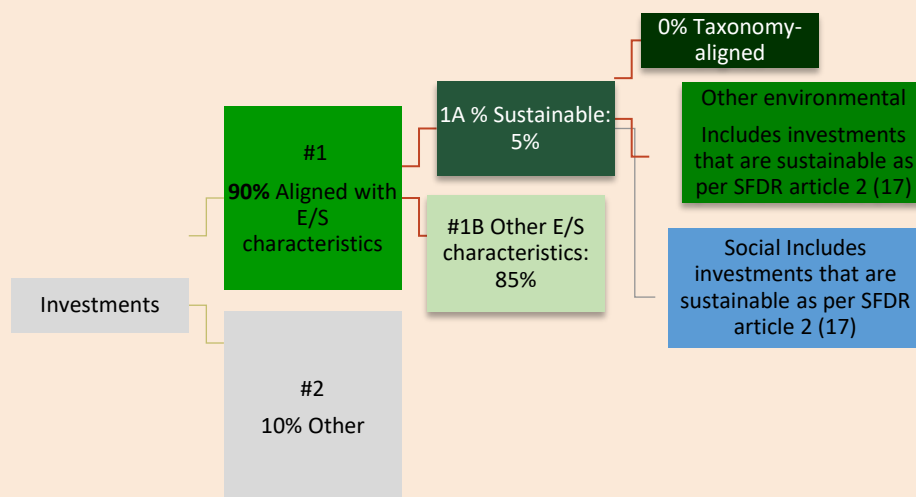 Investments
#1
90% Aligned with
E/S
characteristics
#2
10% Other
1A % Sustainable:
5%
#1B Other E/S
characteristics:
85%
0% Taxonomy-
aligned
Other environmental
Includes investments
that are sustainable as
per SFDR article 2 (17)
Social Includes
investments that are
sustainable as per SFDR
article 2 (17)